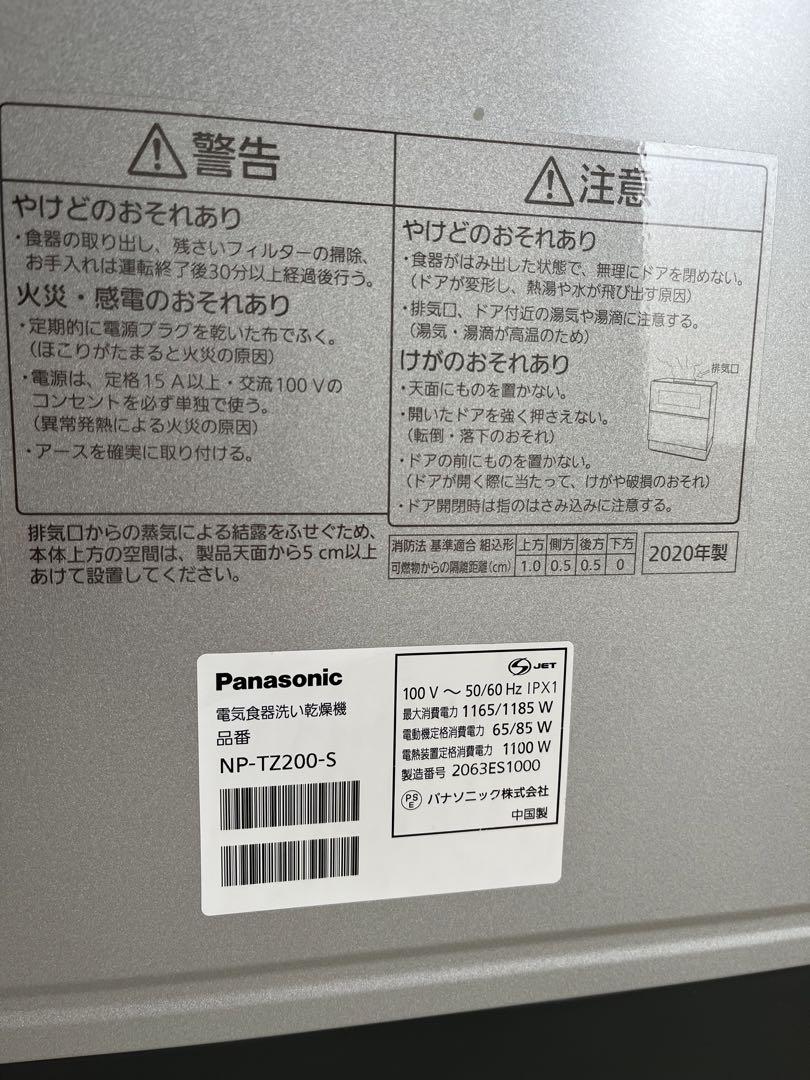 警告
やけどのおそれあり
・食器の取り出し、残さいフィルターの掃除、
お手入れは運転終了後30分以上経過後行う。
火災・感電のおそれあり
・定期的に電源プラグを乾いた布でふく。
(ほこりがたまると火災の原因)
・電源は、定格15 A以上・交流100 Vの
コンセントを必ず単独で使う。
(異常発熱による火災の原因)
・アースを確実に取り付ける。
注意
やけどのおそれあり
・食器がはみ出した状態で、無理にドアを閉めない。
(ドアが変形し、熱湯や水が飛び出す原因)
・排気口、ドア付近の湯気や湯滴に注意する。
(湯気・湯滴が高温のため)
けがのおそれあり
・天面にものを置かない。
・開いたドアを強く押さえない。
(転倒・落下のおそれ)
・ドアの前にものを置かない。
(ドアが開く際に当たって、けがや破損のおそれ)
・ドア開閉時は指のはさみ込みに注意する。
排気口
排気口からの蒸気による結露をふせぐため、
本体上方の空間は、製品天面から5 cm以上
あけて設置してください。
消防法 基準適合 組込形 上方 側方 後方 下方
可燃物からの隔離距離(cm) 1.0 0.5 0.5 0
2020年製
Panasonic
電気食器洗い乾燥機
品番
NP-TZ200-S
S JET
100 V 〜 50/60 Hz IPX1
最大消費電力 1165/1185 W
電動機定格消費電力 65/85 W
電熱装置定格消費電力 1100 W
製造番号 2063ES1000
PSE パナソニック株式会社
中国製